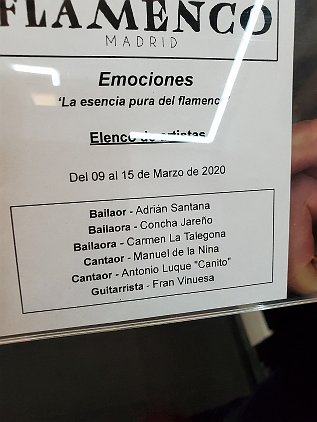 FLAMENCO
MADRID
Emociones
'La esencia pura del flamenco'
Elenco de artistas
Del 09 al 15 de Marzo de 2020
Bailaor - Adrián Santana
Bailaora - Concha Jareño
Bailaora - Carmen La Talegona
Cantaor - Manuel de la Nina
Cantaor - Antonio Luque "Canito"
Guitarrista - Fran Vinuesa